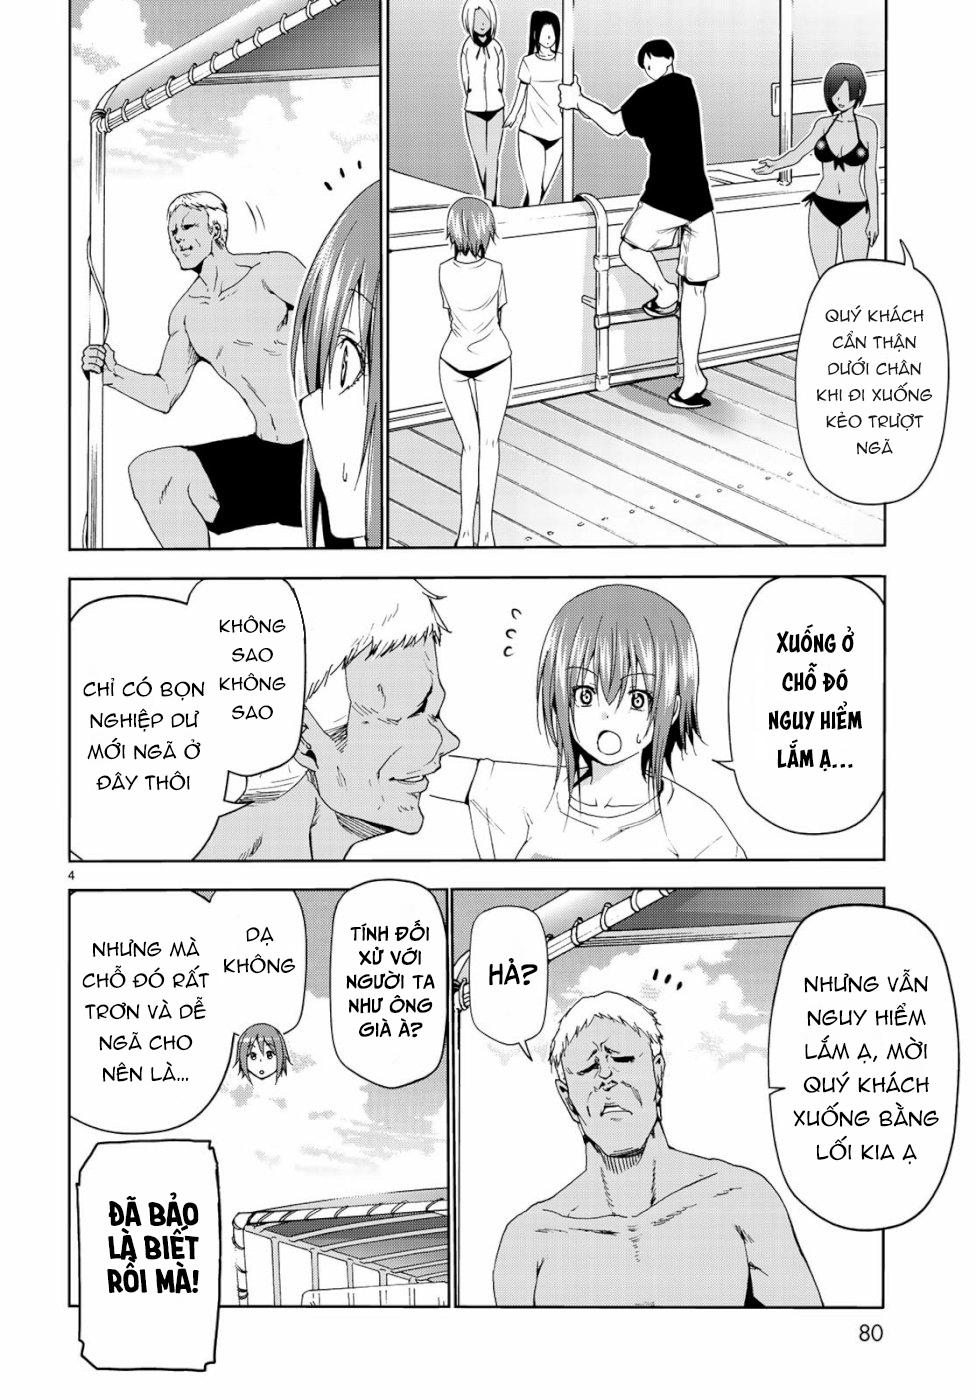 QUÝ KHÁCH
CẨN THẬN
DƯỚI CHÂN
KHI ĐI XUỐNG
KẺO TRƯỢT
NGÃ
XUỐNG Ở
CHỖ ĐÓ
NGUY HIỂM
LẮM Ạ...
KHÔNG
SAO
KHÔNG
SAO
CHỈ CÓ BỌN
NGHIỆP DƯ
MỚI NGÃ Ở
ĐÂY THÔI
4
NHƯNG VẪN
NGUY HIỂM
LẮM Ạ, MỜI
QUÝ KHÁCH
XUỐNG BẰNG
LỐI KIA Ạ
HẢ?
TÍNH ĐỐI
XỬ VỚI
NGƯỜI TA
NHƯ ÔNG
GIÀ À?
DẠ
KHÔNG
NHƯNG MÀ
CHỖ ĐÓ RẤT
TRƠN VÀ DỄ
NGÃ CHO
NÊN LÀ...
ĐÃ BẢO
LÀ BIẾT
RỒI MÀ!
80